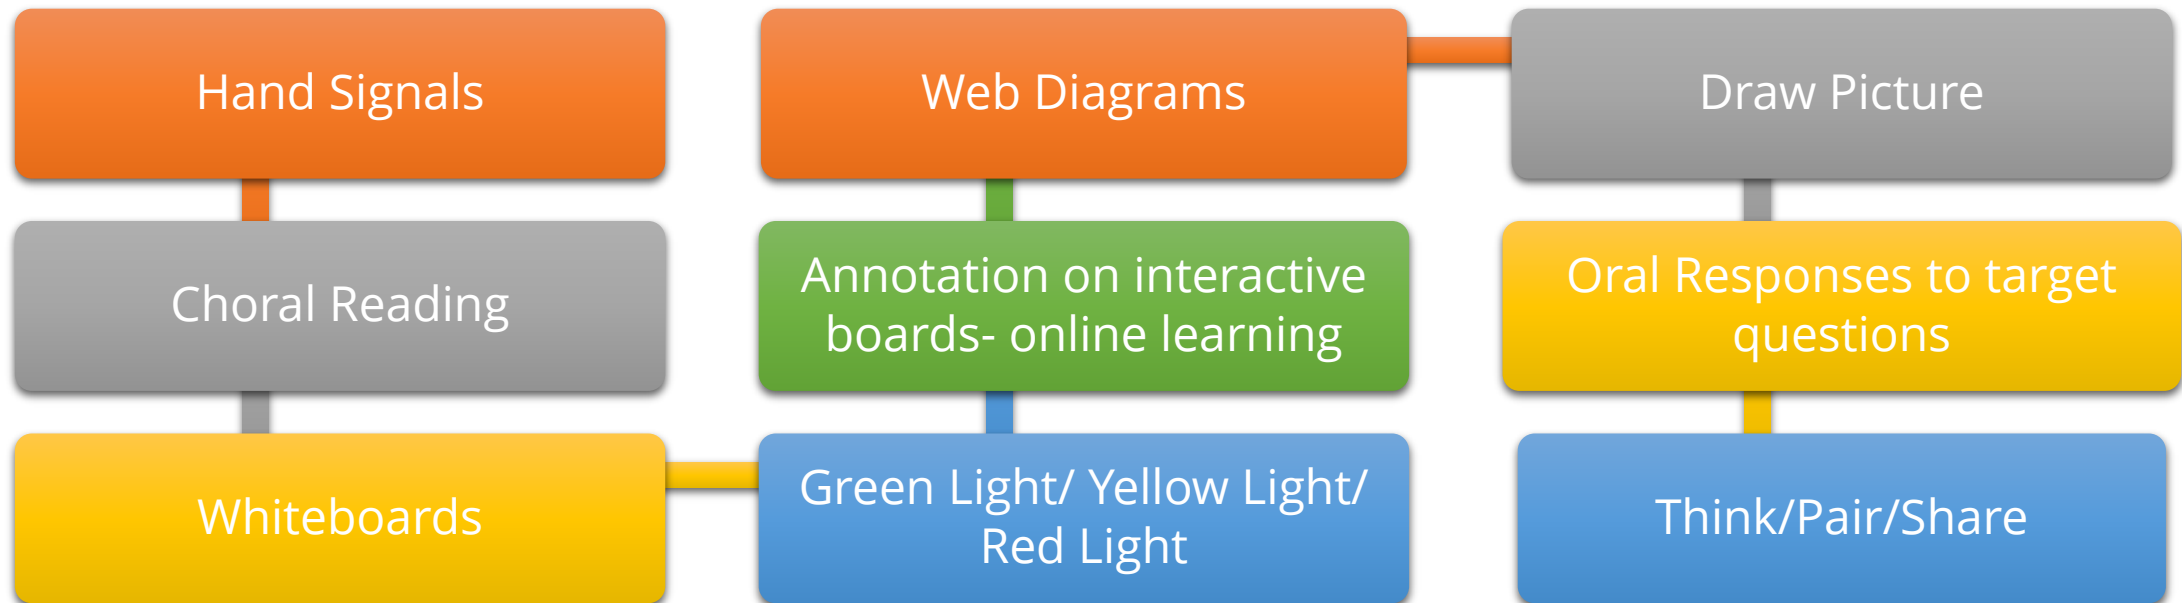 Hand Signals
Choral Reading
Whiteboards
Green Light/ Yellow Light/
Red Light
Annotation on interactive
boards- online learning
Web Diagrams
Draw Picture
Oral Responses to target
questions
Think/Pair/Share